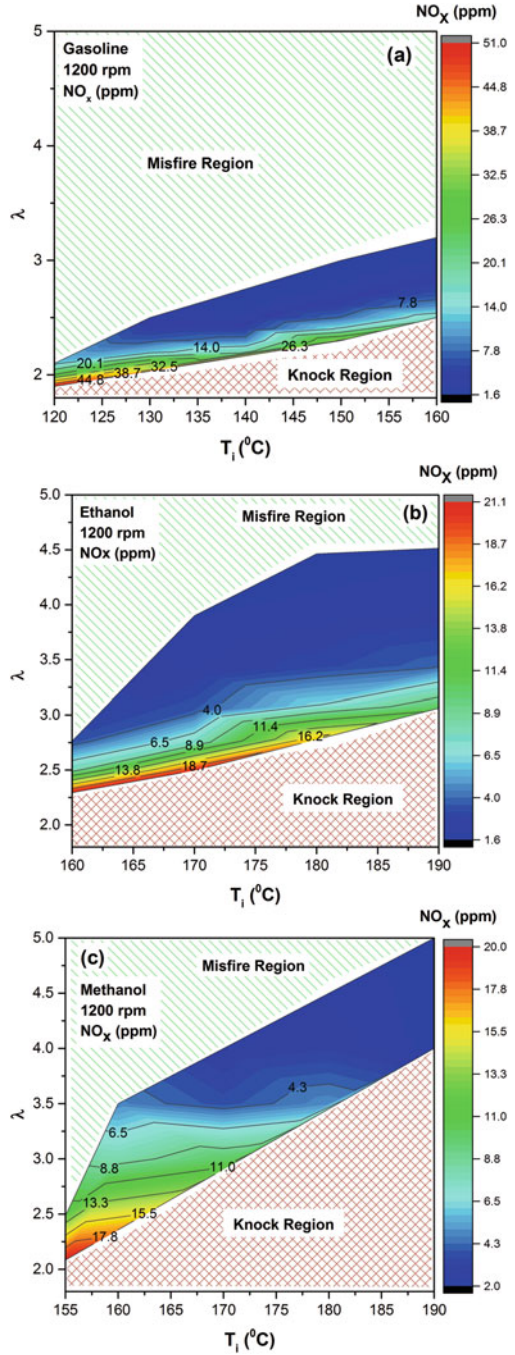 NOX (ppm)
Gasoline
1200 rpm
NOx (ppm)
(a)
Misfire Region
Knock Region
7.8
20.1
14.0
26.3
38.7
32.5
44.8
5
4
3
2
λ
120 125 130 135 140 145 150 155 160
Ti (0C)
51.0
44.8
38.7
32.5
26.3
20.1
14.0
7.8
1.6
NOX (ppm)
Ethanol
1200 rpm
NOx (ppm)
Misfire Region
(b)
4.0
6.5
8.9
11.4
16.2
13.8
18.7
Knock Region
5.0
4.5
4.0
3.5
3.0
2.5
2.0
λ
160 165 170 175 180 185 190
Ti (0C)
21.1
18.7
16.2
13.8
11.4
8.9
6.5
4.0
1.6
NOX (ppm)
(c)
Methanol
1200 rpm
NOX (ppm)
Misfire Region
4.3
6.5
8.8
11.0
13.3
15.5
17.8
Knock Region
5.0
4.5
4.0
3.5
3.0
2.5
2.0
λ
155 160 165 170 175 180 185 190
Ti (0C)
20.0
17.8
15.5
13.3
11.0
8.8
6.5
4.3
2.0